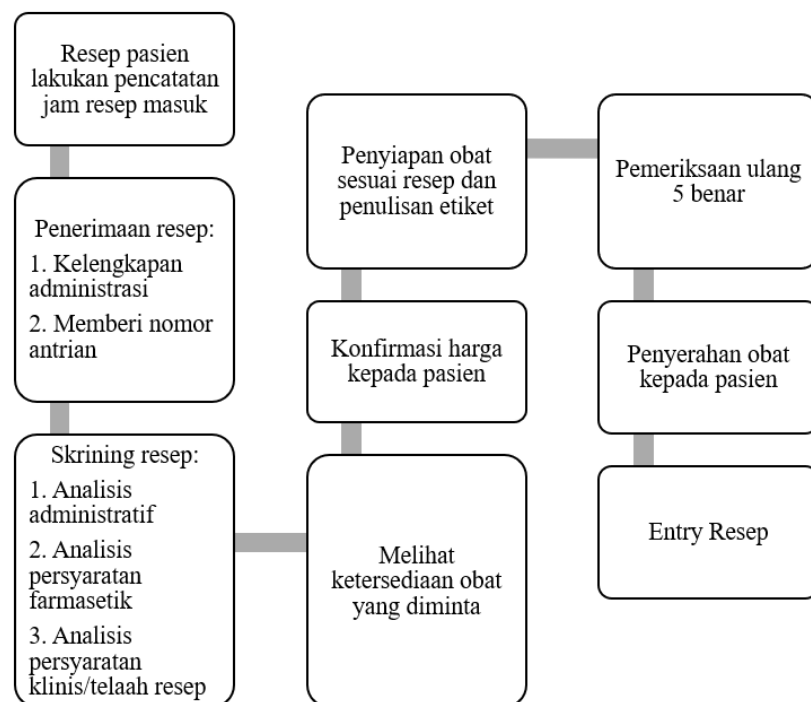 Resep pasien
lakukan pencatatan
jam resep masuk
Penerimaan resep:
1. Kelengkapan
administrasi
2. Memberi nomor
antrian
Skrining resep:
1. Analisis
administratif
2. Analisis
persyaratan
farmasetik
3. Analisis
persyaratan
klinis/telaah resep
Melihat
ketersediaan obat
yang diminta
Konfirmasi harga
kepada pasien
Penyiapan obat
sesuai resep dan
penulisan etiket
Pemeriksaan ulang
5 benar
Penyerahan obat
kepada pasien
Entry Resep